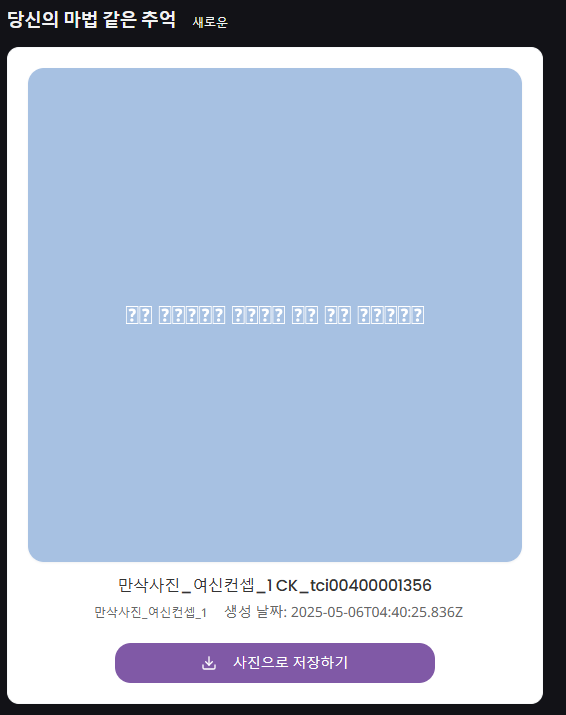 당신의 마법 같은 추억 새로운
만삭사진_여신컨셉_1 CK_tci00400001356
만삭사진_여신컨셉_1 생성 날짜: 2025-05-06T04:40:25.836Z
사진으로 저장하기